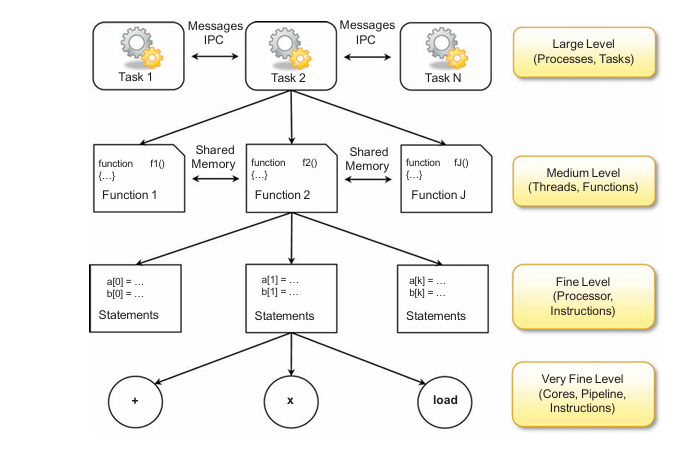 Messages
IPC
Messages
IPC
Task 1
Task 2
Task N
Large Level
(Processes, Tasks)
function f1()
{...}
Function 1
Shared
Memory
function f2()
{...}
Function 2
Shared
Memory
function fJ()
{...}
Function J
Medium Level
(Threads, Functions)
a[0] = ...
b[0] = ...
Statements
a[1] = ...
b[1] = ...
Statements
a[k] = ...
b[k] = ...
Statements
Fine Level
(Processor,
Instructions)
+
x
load
Very Fine Level
(Cores, Pipeline,
Instructions)